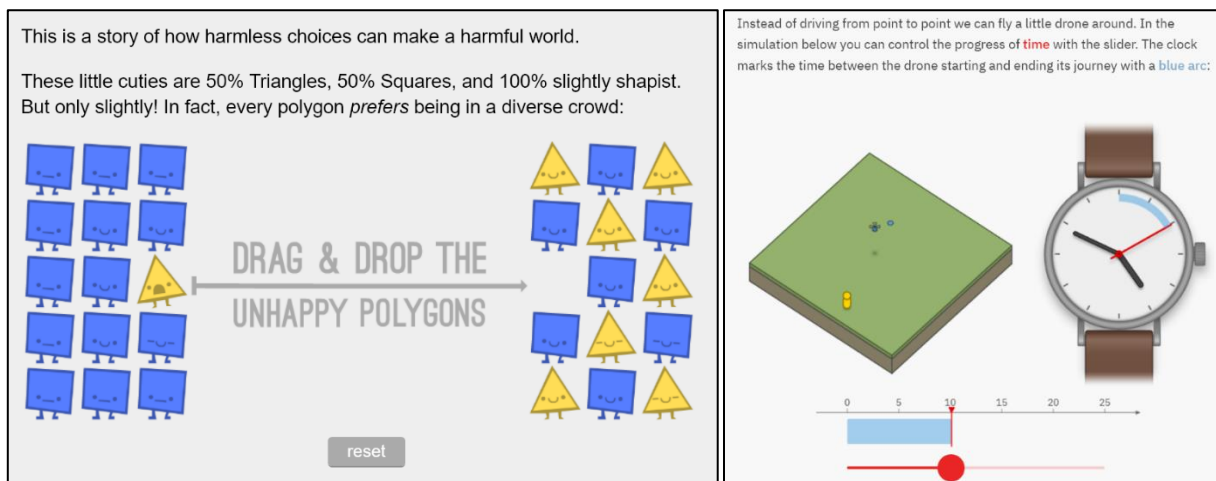 This is a story of how harmless choices can make a harmful world.
These little cuties are 50% Triangles, 50% Squares, and 100% slightly shapist.
But only slightly! In fact, every polygon prefers being in a diverse crowd:
DRAG & DROP THE
UNHAPPY POLYGONS
reset
Instead of driving from point to point we can fly a little drone around. In the
simulation below you can control the progress of time with the slider. The clock
marks the time between the drone starting and ending its journey with a blue arc:
0 5 10 15 20 25